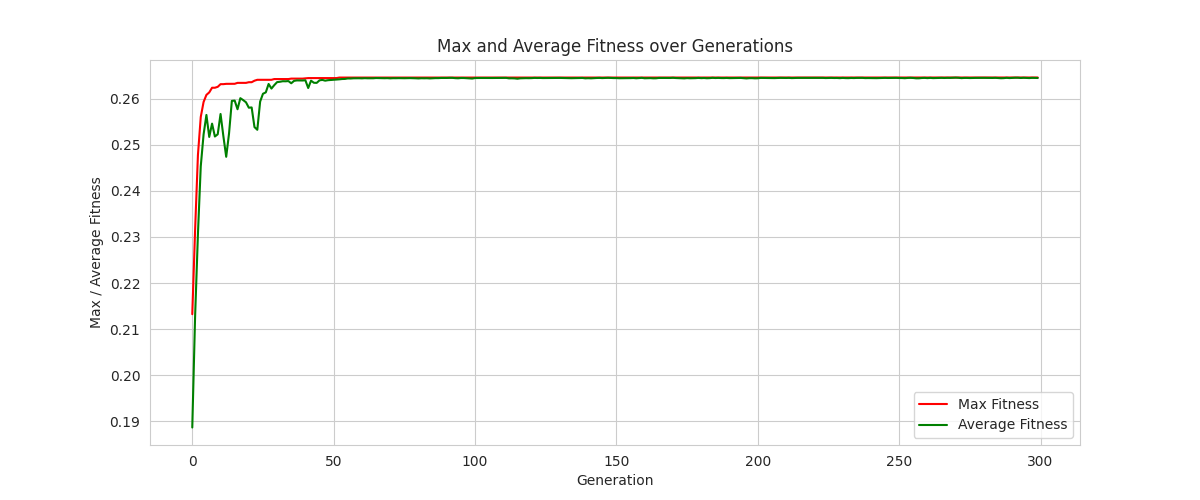 Max and Average Fitness over Generations
Max / Average Fitness
0.26
0.25
0.24
0.23
0.22
0.21
0.20
0.19
0 50 100 150 200 250 300
Generation
Max Fitness
Average Fitness